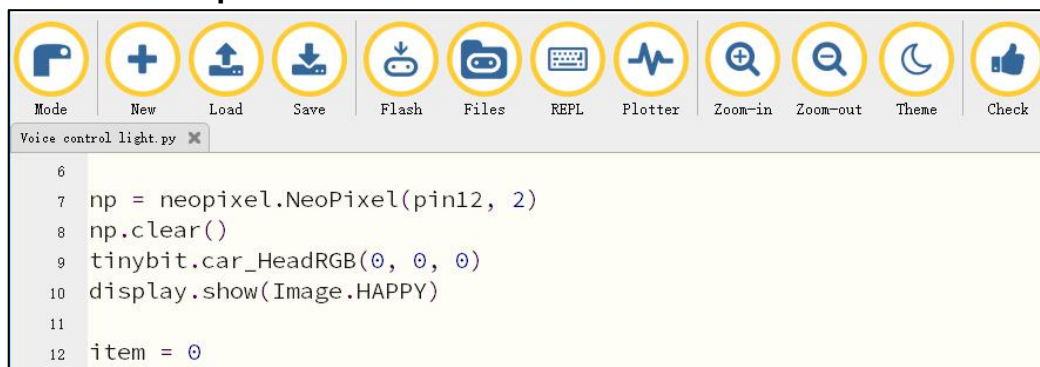 Mode New Load Save Flash Files REPL Plotter Zoom-in Zoom-out Theme Check
Voice control light.py
6
7 np = neopixel.NeoPixel(pin12, 2)
8 np.clear()
9 tinybit.car_HeadRGB(0, 0, 0)
10 display.show(Image.HAPPY)
11
12 item = 0